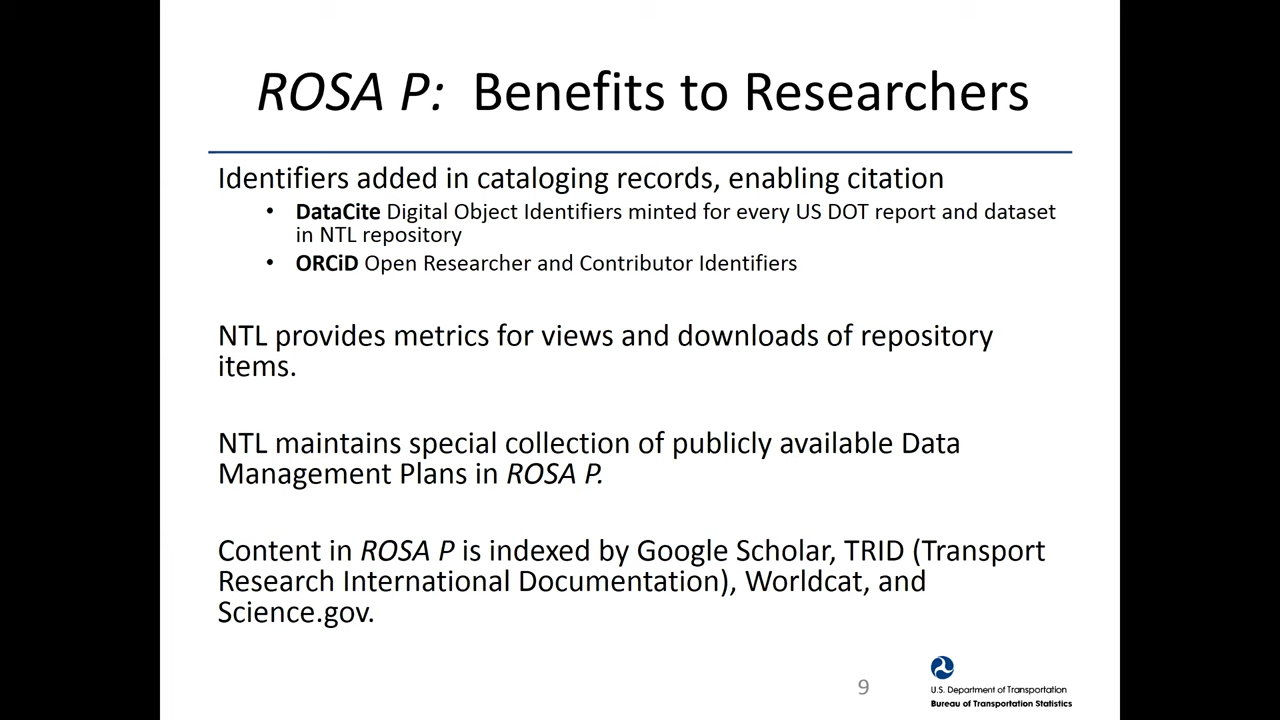 ROSA P: Benefits to Researchers
Identifiers added in cataloging records, enabling citation
• DataCite Digital Object Identifiers minted for every US DOT report and dataset
in NTL repository
• ORCiD Open Researcher and Contributor Identifiers
NTL provides metrics for views and downloads of repository
items.
NTL maintains special collection of publicly available Data
Management Plans in ROSA P.
Content in ROSA P is indexed by Google Scholar, TRID (Transport
Research International Documentation), Worldcat, and
Science.gov.
9
U.S. Department of Transportation
Bureau of Transportation Statistics